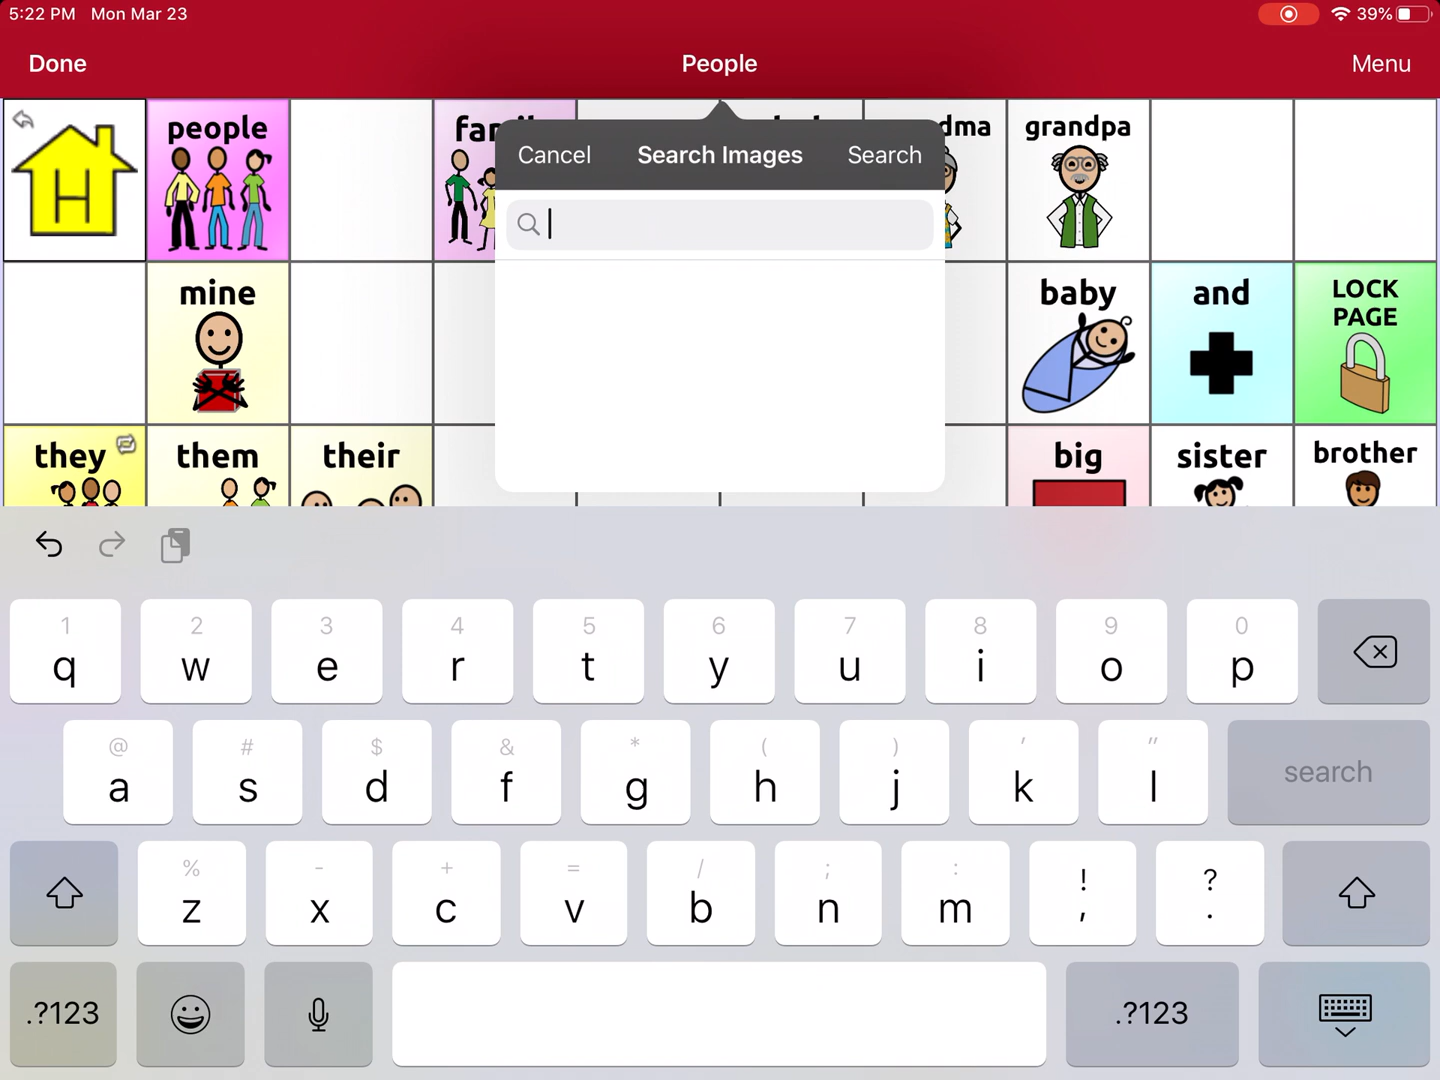 5:22 PM Mon Mar 23
39%
Done
People
Menu
people
grandpa
Cancel
Search Images
Search
H
mine
baby
and
LOCK
PAGE
they
them
their
big
sister
brother
1 2 3 4 5 6 7 8 9 0
q w e r t y u i o p
@ # $ & * ( ) ' "
a s d f g h j k l search
% - + = / ; : ! ?
z x c v b n m , .
.?123 .?123